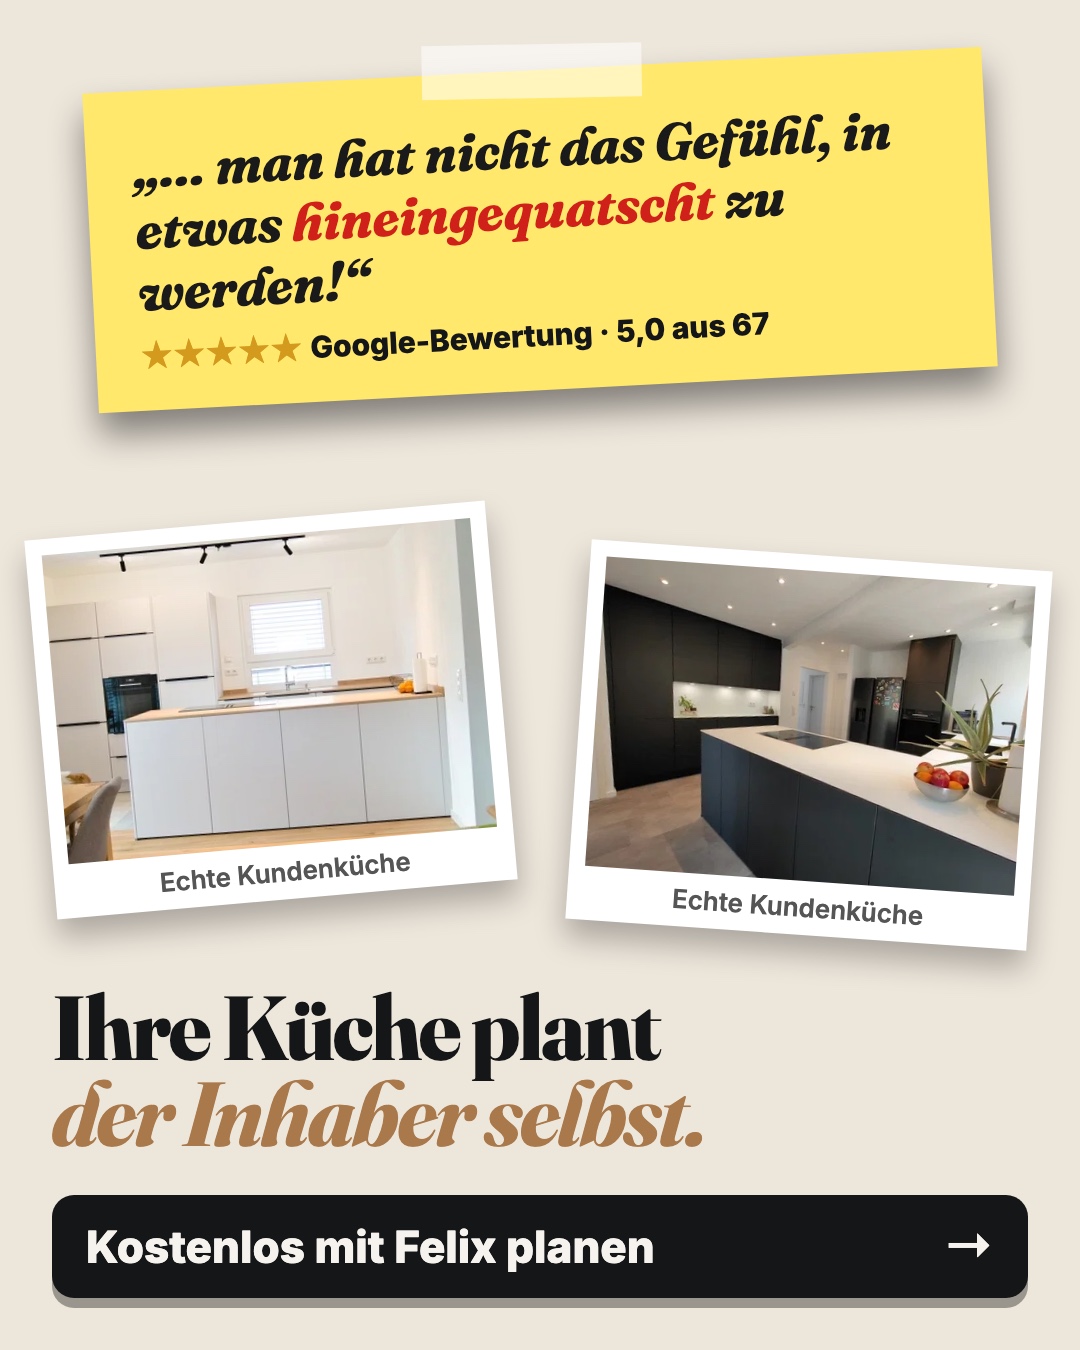 „... man hat nicht das Gefühl, in
etwas hineingequatscht zu
werden!“
★★★★★ Google-Bewertung · 5,0 aus 67
Echte Kundenküche
Echte Kundenküche
Ihre Küche plant
der Inhaber selbst.
Kostenlos mit Felix planen →